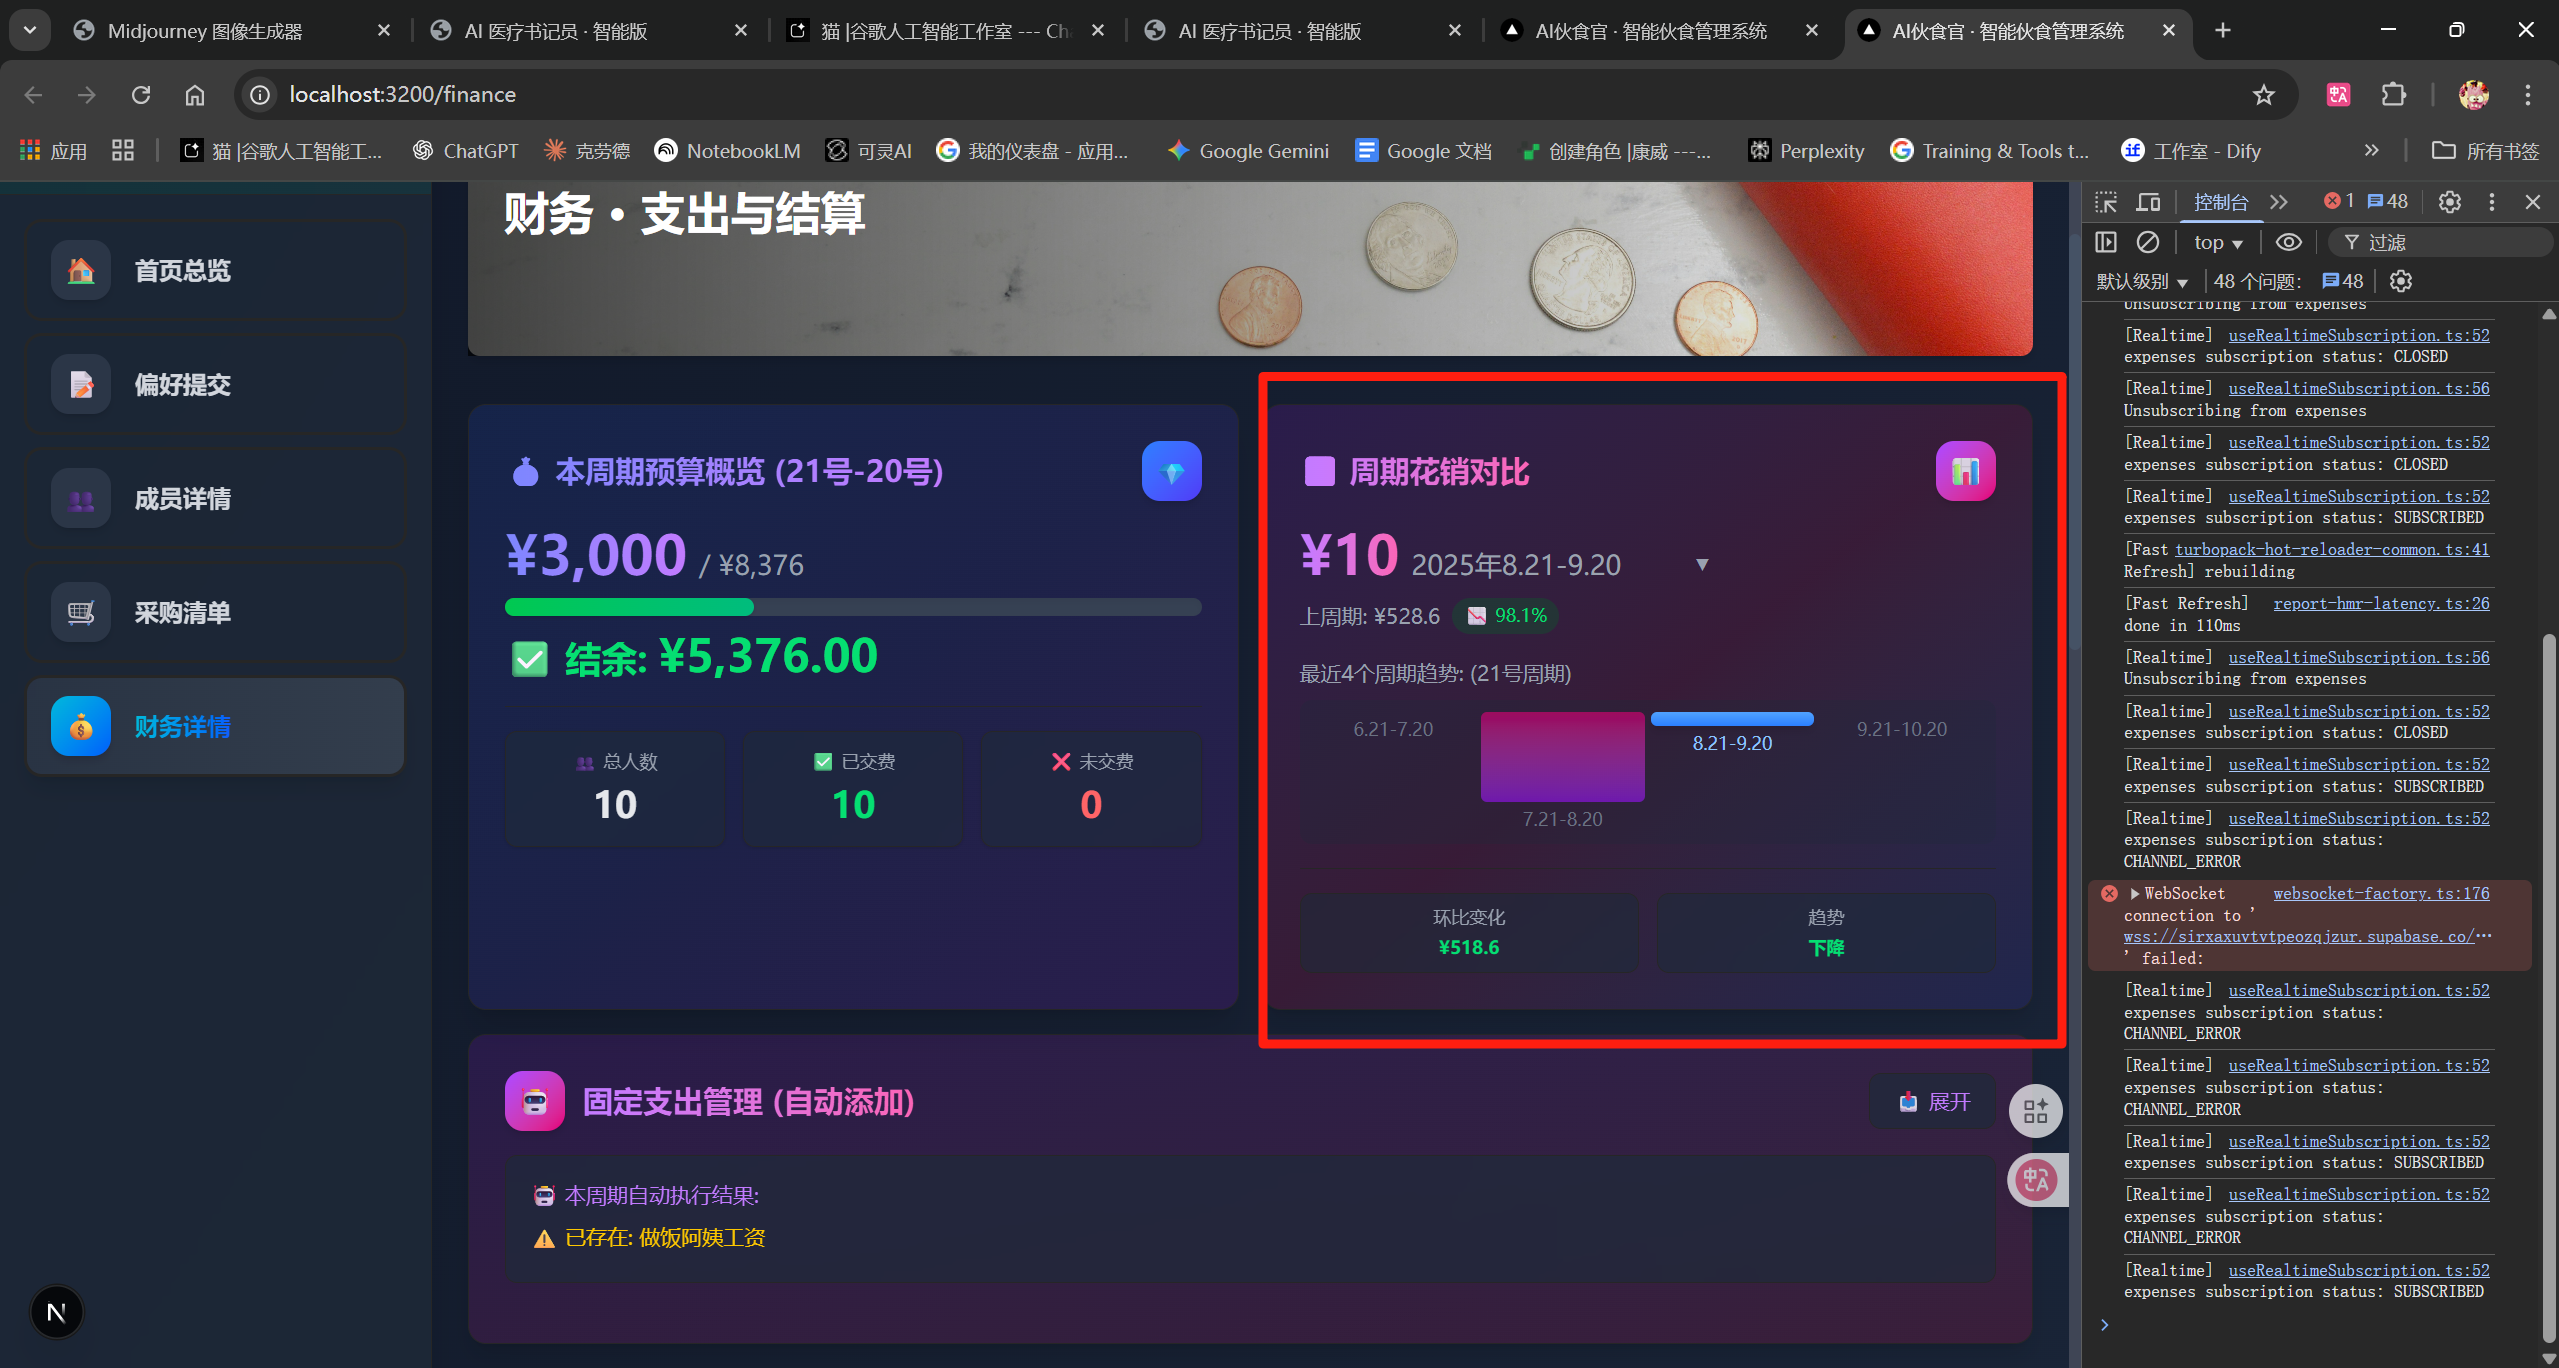 Midjourney 图像生成器
AI 医疗书记员 · 智能版
猫 |谷歌人工智能工作室 --- Ch
AI 医疗书记员 · 智能版
AI伙食官 · 智能伙食管理系统
AI伙食官 · 智能伙食管理系统
localhost:3200/finance
应用
猫 |谷歌人工智能工...
ChatGPT
克劳德
NotebookLM
可灵AI
我的仪表盘 - 应用...
Google Gemini
Google 文档
创建角色 |康威 ---...
Perplexity
Training & Tools t...
工作室 - Dify
所有书签
首页总览
偏好提交
成员详情
采购清单
财务详情
N
财务 • 支出与结算
本周期预算概览 (21号-20号)
¥3,000 / ¥8,376
结余: ¥5,376.00
总人数
10
已交费
10
未交费
0
周期花销对比
¥10 2025年8.21-9.20
上周期: ¥528.6 98.1%
最近4个周期趋势: (21号周期)
6.21-7.20
7.21-8.20
8.21-9.20
9.21-10.20
环比变化
¥518.6
趋势
下降
固定支出管理 (自动添加)
展开
本周期自动执行结果:
已存在: 做饭阿姨工资
控制台
1
48
top
过滤
默认级别
48 个问题:
48
Unsubscribing from expenses
[Realtime] useRealtimeSubscription.ts:52
expenses subscription status: CLOSED
[Realtime] useRealtimeSubscription.ts:56
Unsubscribing from expenses
[Realtime] useRealtimeSubscription.ts:52
expenses subscription status: CLOSED
[Realtime] useRealtimeSubscription.ts:52
expenses subscription status: SUBSCRIBED
[Fast turbopack-hot-reloader-common.ts:41
Refresh] rebuilding
[Fast Refresh] report-hmr-latency.ts:26
done in 110ms
[Realtime] useRealtimeSubscription.ts:56
Unsubscribing from expenses
[Realtime] useRealtimeSubscription.ts:52
expenses subscription status: CLOSED
[Realtime] useRealtimeSubscription.ts:52
expenses subscription status: SUBSCRIBED
[Realtime] useRealtimeSubscription.ts:52
expenses subscription status:
CHANNEL_ERROR
WebSocket websocket-factory.ts:176
connection to '
wss://sirxaxuvtvtpeozqjzur.supabase.co/…
' failed:
[Realtime] useRealtimeSubscription.ts:52
expenses subscription status:
CHANNEL_ERROR
[Realtime] useRealtimeSubscription.ts:52
expenses subscription status:
CHANNEL_ERROR
[Realtime] useRealtimeSubscription.ts:52
expenses subscription status: SUBSCRIBED
[Realtime] useRealtimeSubscription.ts:52
expenses subscription status:
CHANNEL_ERROR
[Realtime] useRealtimeSubscription.ts:52
expenses subscription status: SUBSCRIBED